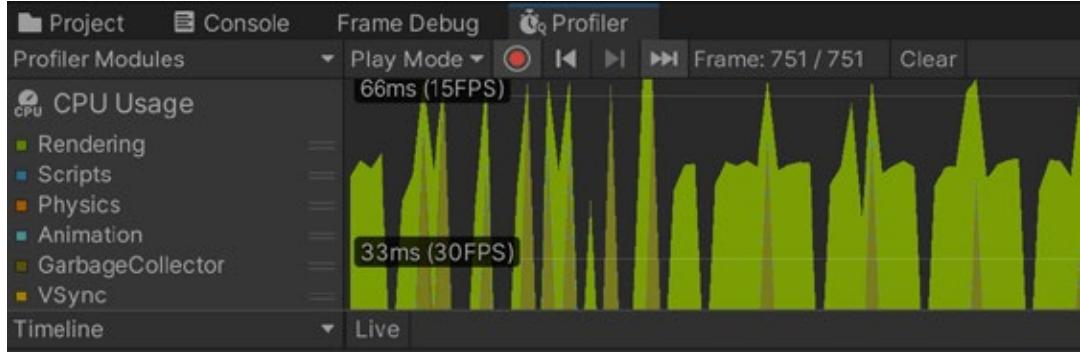 Project Console Frame Debug Profiler
Profiler Modules Play Mode Frame: 751 / 751 Clear
66ms (15FPS)
CPU CPU Usage
Rendering
Scripts
Physics
Animation
33ms (30FPS)
GarbageCollector
VSync
Timeline Live